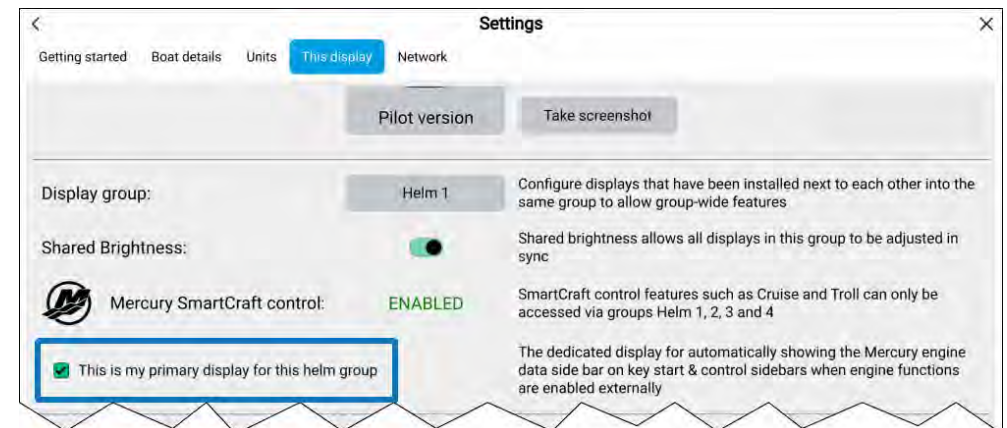 Settings
Getting started Boat details Units This display Network
Pilot version Take screenshot
Display group: Helm 1 Configure displays that have been installed next to each other into the
same group to allow group-wide features
Shared Brightness: Shared brightness allows all displays in this group to be adjusted in
sync
Mercury SmartCraft control: ENABLED SmartCraft control features such as Cruise and Troll can only be
accessed via groups Helm 1, 2, 3 and 4
This is my primary display for this helm group The dedicated display for automatically showing the Mercury engine
data side bar on key start & control sidebars when engine functions
are enabled externally